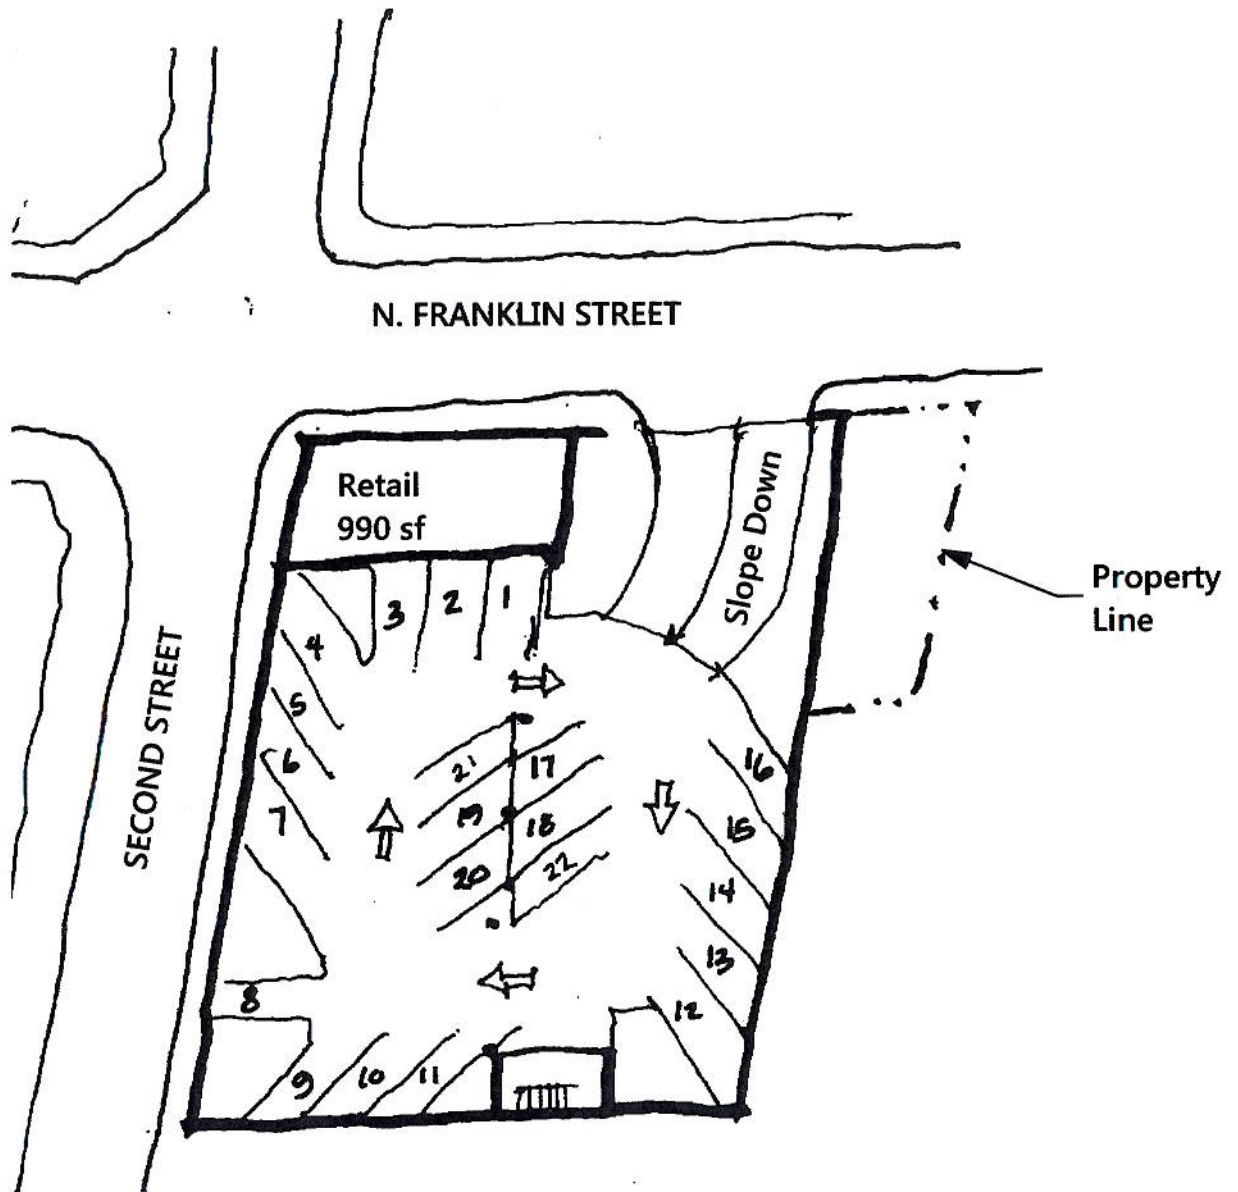 N. FRANKLIN STREET
Retail
990 sf
Slope Down
Property
Line
SECOND STREET
3 2 1
4
5
6
7
21 17
19 18
20 22
16
15
14
13
12
8
9 10 11